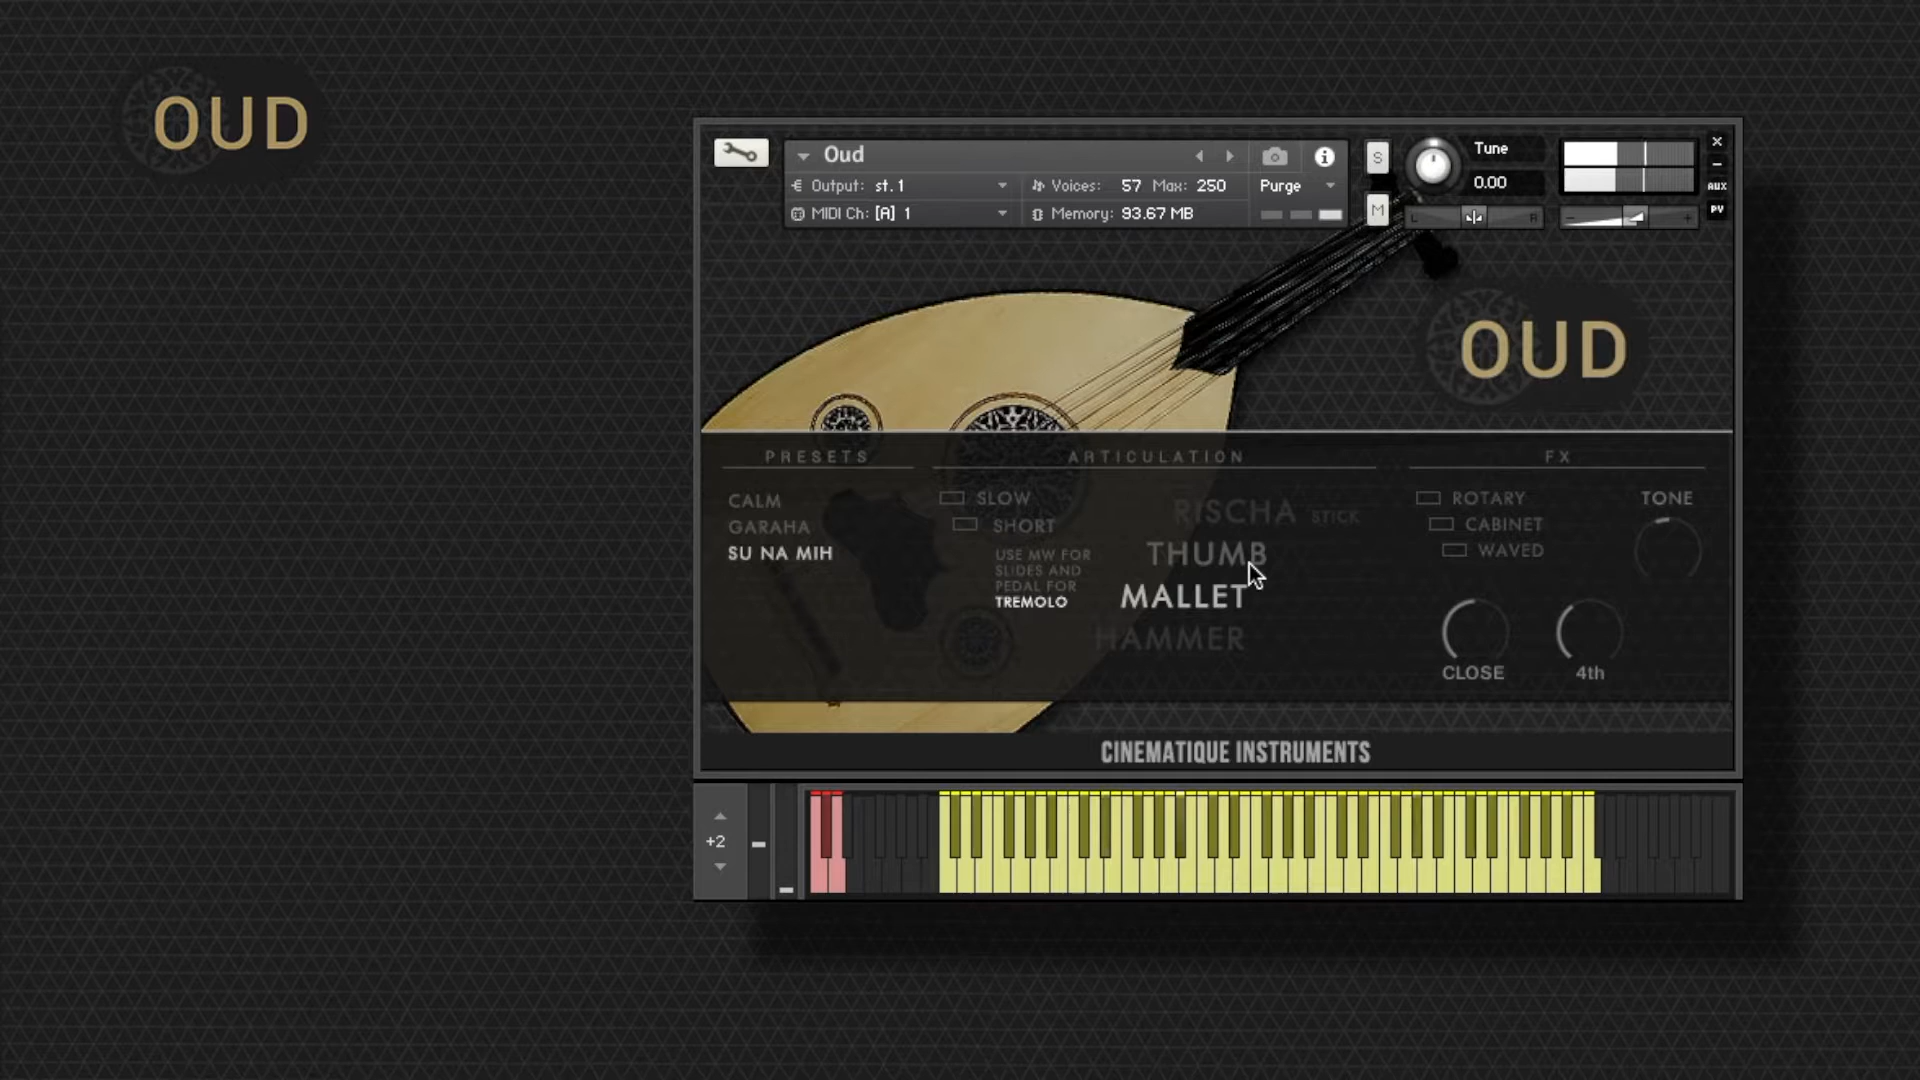 OUD
Oud
Output: st.1
Voices: 57 Max: 250
Purge
MIDI Ch: [A] 1
Memory: 93.67 MB
S
M
Tune
0.00
L R
AUX
PV
OUD
PRESETS
ARTICULATION
FX
CALM
GARAHA
SU NA MIH
SLOW
SHORT
USE MW FOR
SLIDES AND
PEDAL FOR
TREMOLO
RISCHA STICK
THUMB
MALLET
HAMMER
ROTARY
CABINET
WAVED
TONE
CLOSE
4th
CINEMATIQUE INSTRUMENTS
+2